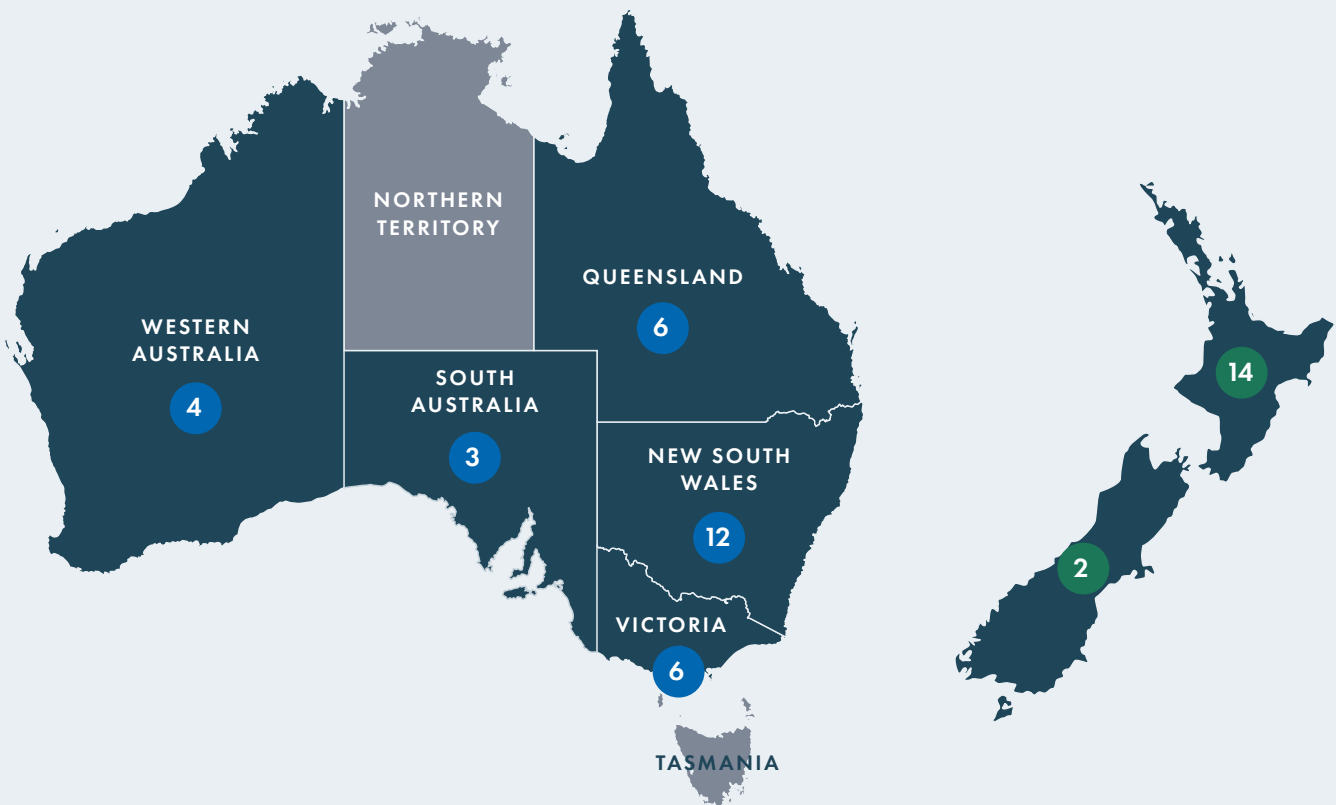 NORTHERN
TERRITORY
QUEENSLAND
6
WESTERN
AUSTRALIA
4
SOUTH
AUSTRALIA
3
NEW SOUTH
WALES
12
VICTORIA
6
TASMANIA
14
2